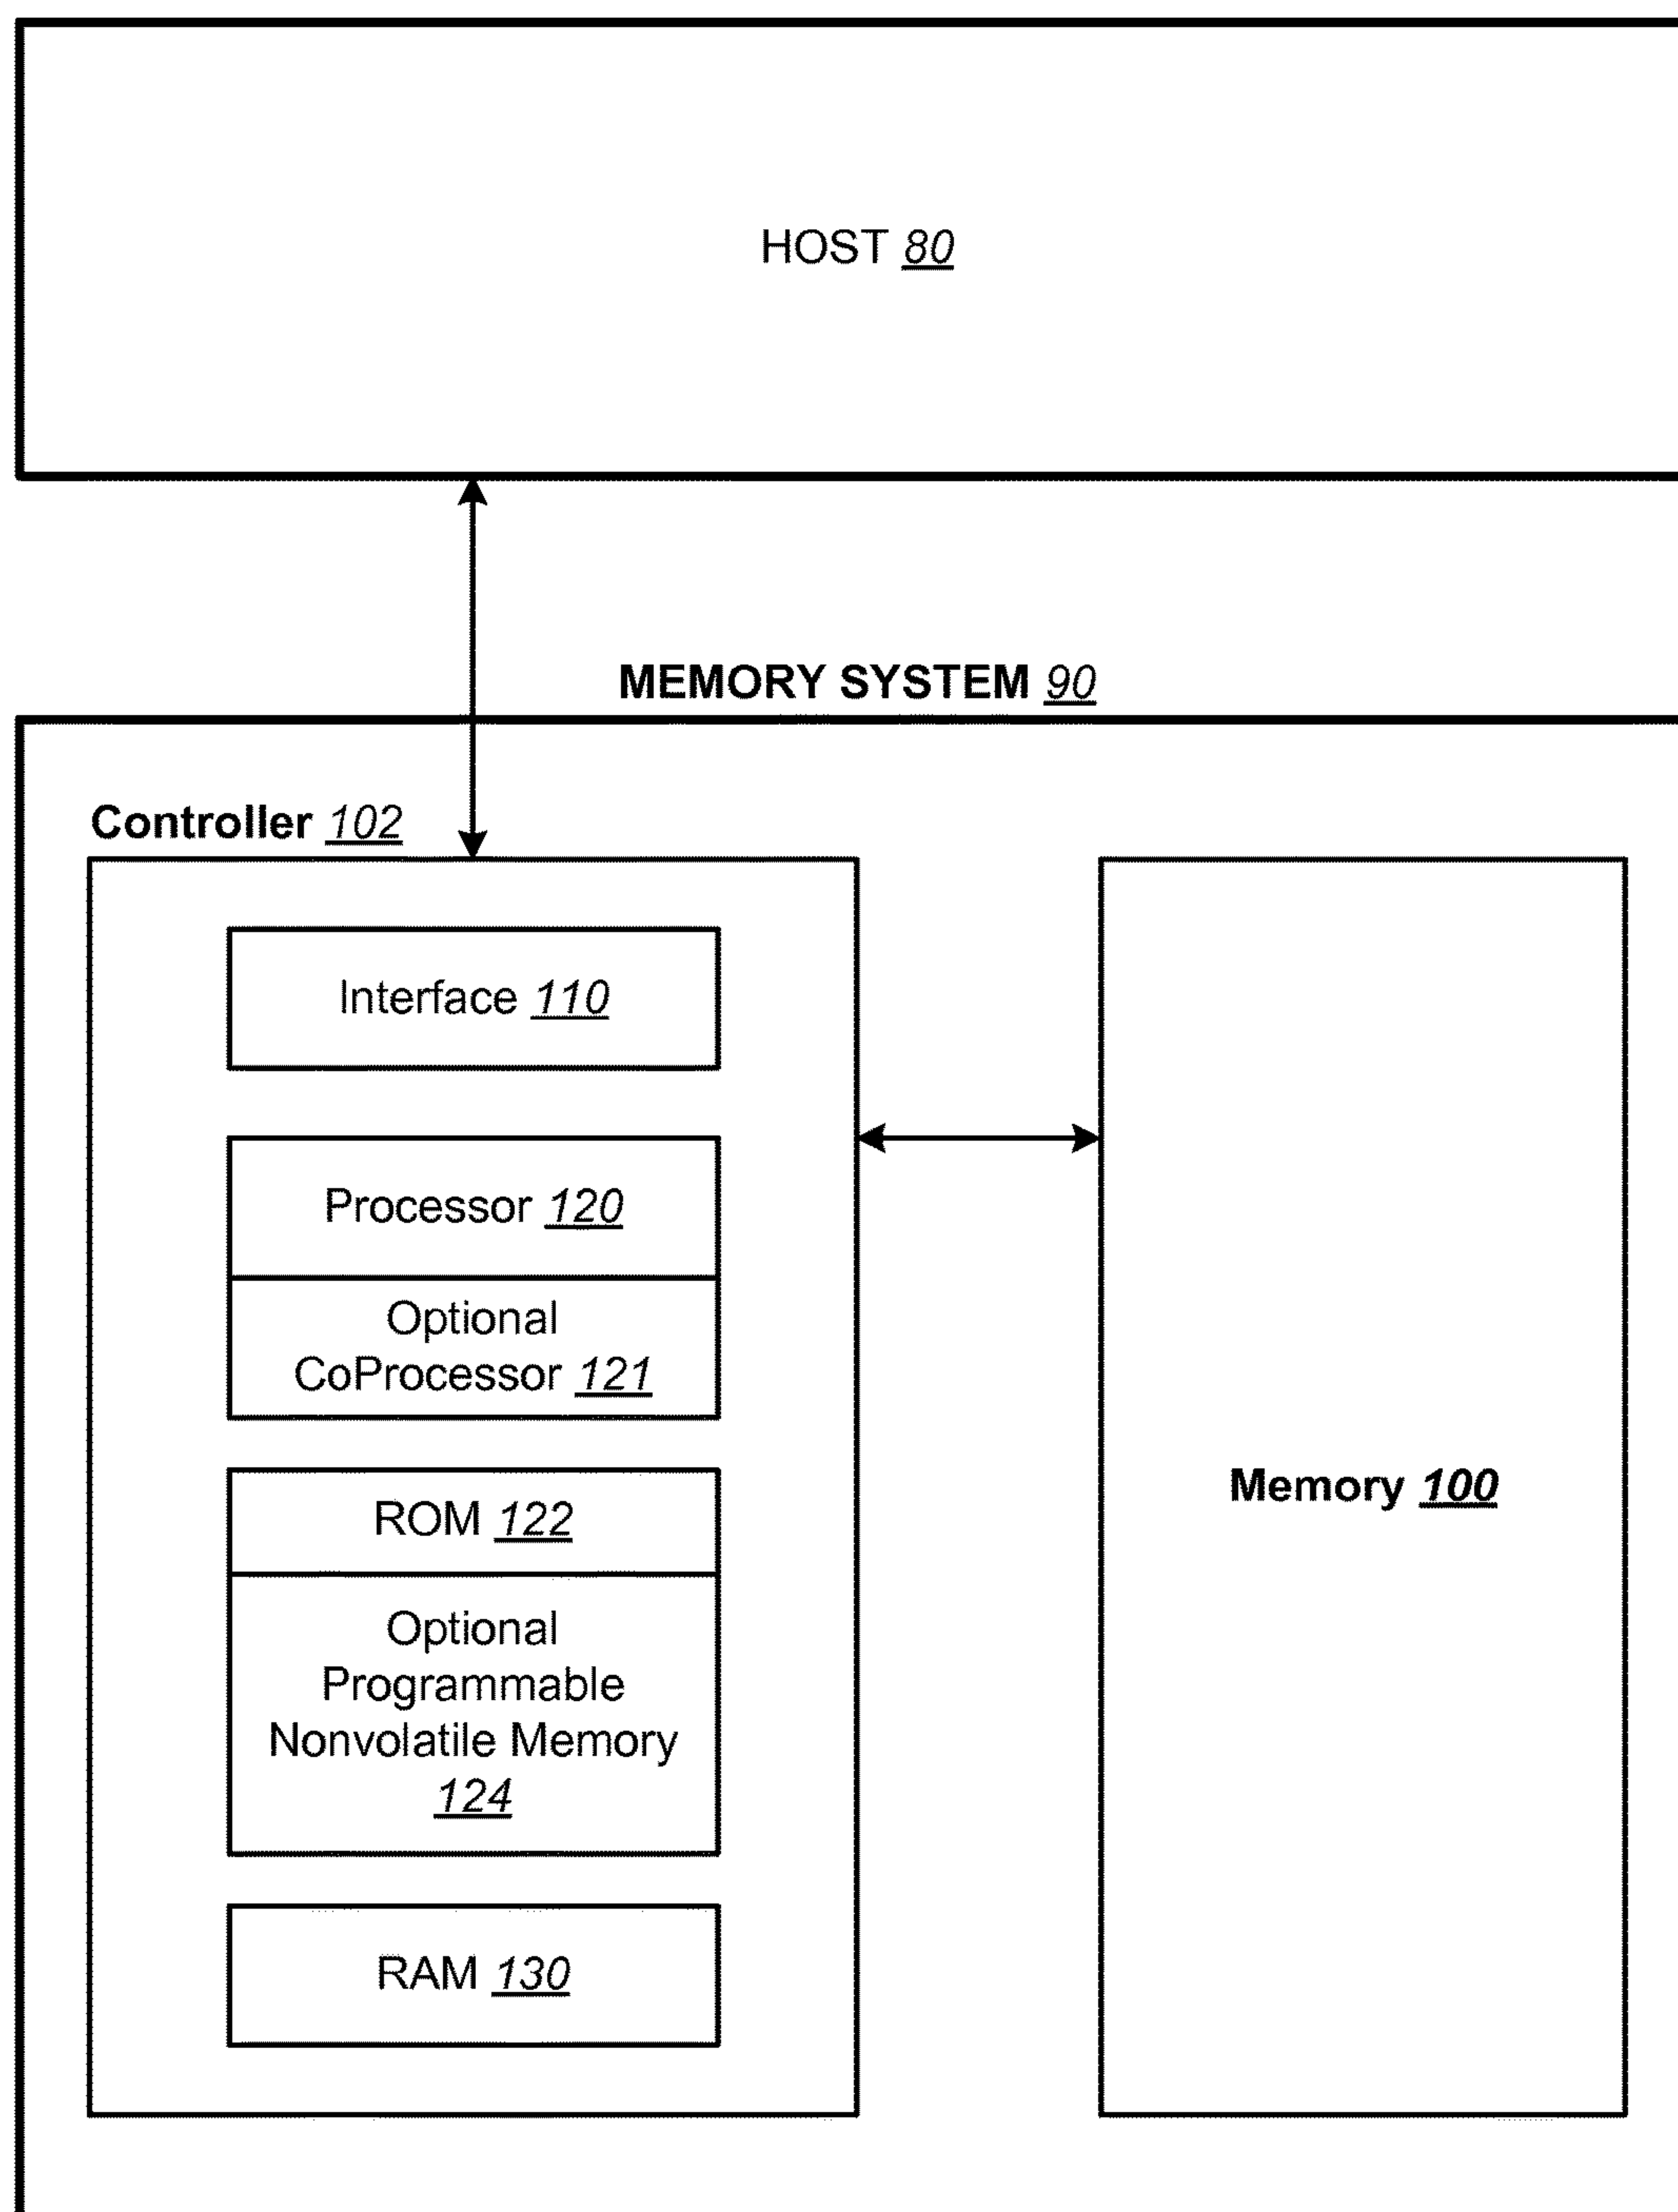 HOST 80
MEMORY SYSTEM 90
Controller 102
Interface 110
Processor 120
Optional
CoProcessor 121
ROM 122
Optional
Programmable
Nonvolatile Memory
124
RAM 130
Memory 100